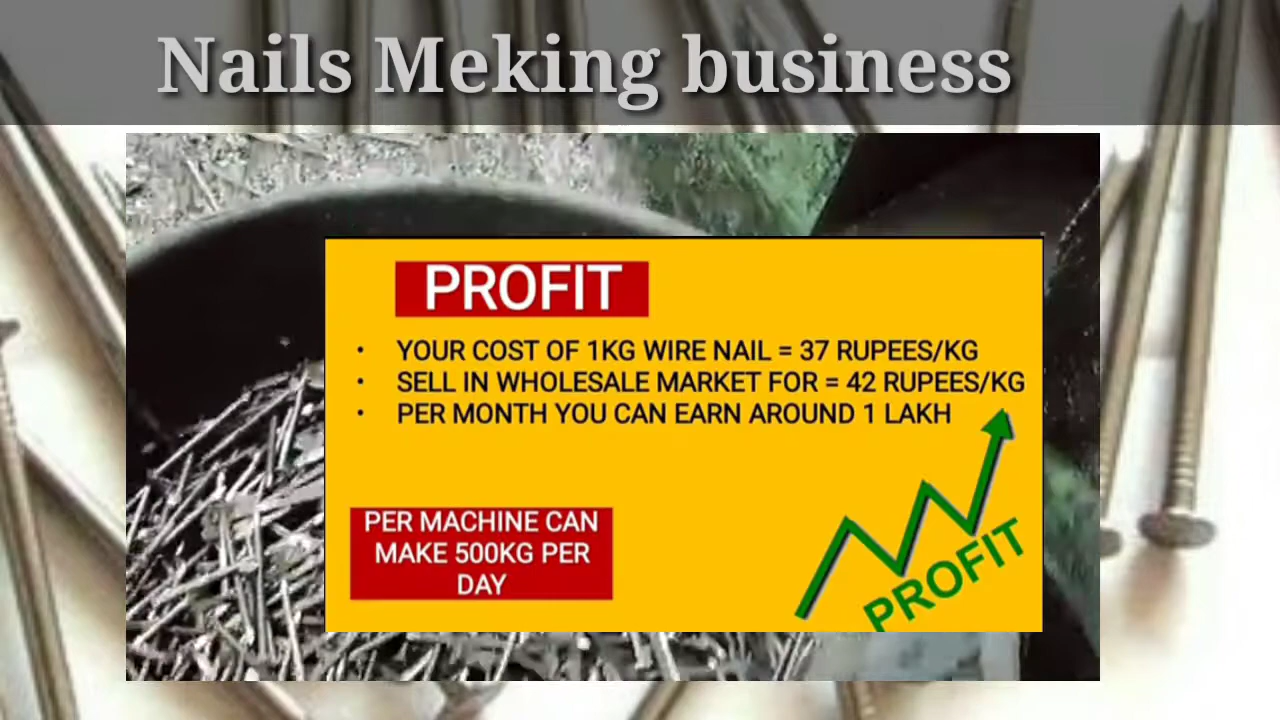 Nails Meking business
PROFIT
• YOUR COST OF 1KG WIRE NAIL = 37 RUPEES/KG
• SELL IN WHOLESALE MARKET FOR = 42 RUPEES/KG
• PER MONTH YOU CAN EARN AROUND 1 LAKH
PER MACHINE CAN
MAKE 500KG PER
DAY
PROFIT